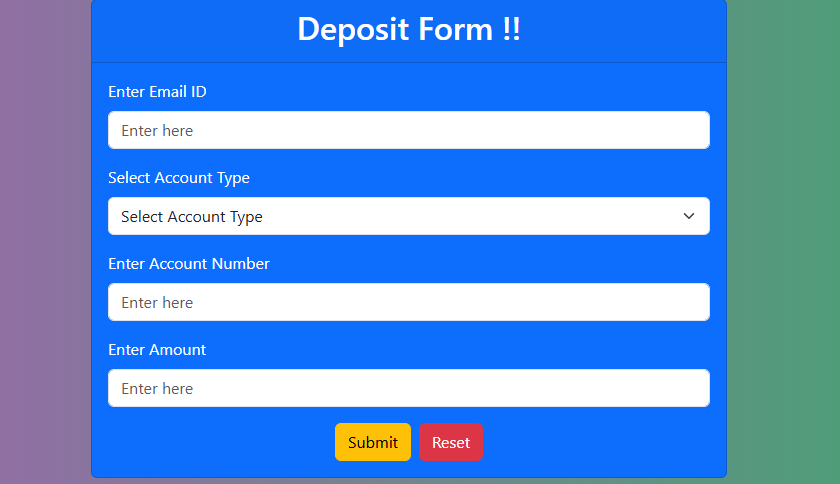 Deposit Form !!
Enter Email ID
Enter here
Select Account Type
Select Account Type
Enter Account Number
Enter here
Enter Amount
Enter here
Submit Reset